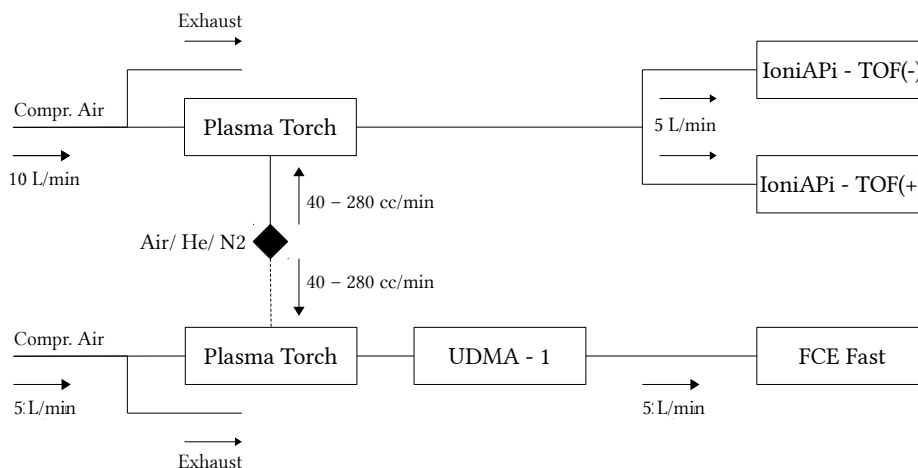 Exhaust
IoniAPi - TOF(-)
Compr. Air
Plasma Torch
5 L/min
10 L/min
IoniAPi - TOF(+
40 – 280 cc/min
Air/ He/ N2
40 – 280 cc/min
Compr. Air
Plasma Torch
UDMA - 1
FCE Fast
5 L/min
5 L/min
Exhaust